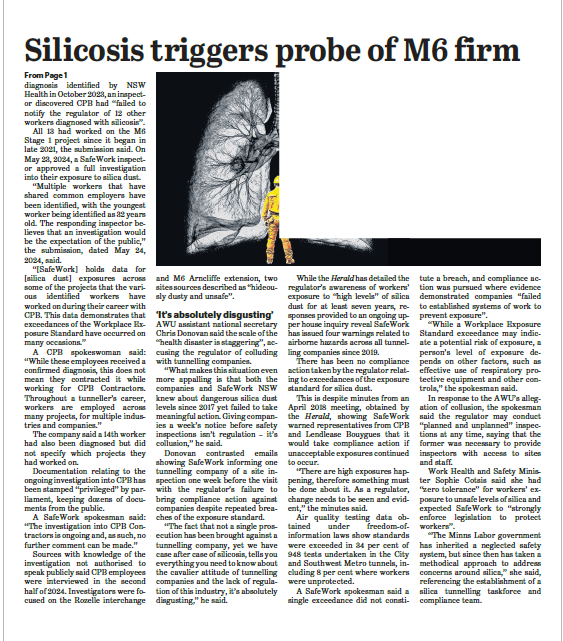 Silicosis triggers probe of M6 firm
From Page 1
diagnosis identified by NSW
Health in October 2023, an inspect-
or discovered CPB had “failed to
notify the regulator of 12 other
workers diagnosed with silicosis”.
All 13 had worked on the M6
Stage 1 project since it began in
late 2021, the submission said. On
May 23, 2024, a SafeWork inspect-
or approved a full investigation
into their exposure to silica dust.
“Multiple workers that have
shared common employers have
been identified, with the youngest
worker being identified as 32 years
old. The responding inspector be-
lieves that an investigation would
be the expectation of the public,”
the submission, dated May 24,
2024, said.
“[SafeWork] holds data for
[silica dust] exposures across
some of the projects that the vari-
ous identified workers have
worked on during their career with
CPB. This data demonstrates that
exceedances of the Workplace Ex-
posure Standard have occurred on
many occasions.”
A CPB spokeswoman said:
“While these employees received a
confirmed diagnosis, this does not
mean they contracted it while
working for CPB Contractors.
Throughout a tunneller’s career,
workers are employed across
many projects, for multiple indus-
tries and companies.”
The company said a 14th worker
had also been diagnosed but did
not specify which projects they
had worked on.
Documentation relating to the
ongoing investigation into CPB has
been stamped “privileged” by par-
liament, keeping dozens of docu-
ments from the public.
A SafeWork spokesman said:
“The investigation into CPB Con-
tractors is ongoing and, as such, no
further comment can be made.”
Sources with knowledge of the
investigation not authorised to
speak publicly said CPB employees
were interviewed in the second
half of 2024. Investigators were fo-
cused on the Rozelle interchange
and M6 Arncliffe extension, two
sites sources described as “hideou-
sly dusty and unsafe”.
‘It’s absolutely disgusting’
AWU assistant national secretary
Chris Donovan said the scale of the
“health disaster is staggering”, ac-
cusing the regulator of colluding
with tunnelling companies.
“What makes this situation even
more appalling is that both the
companies and SafeWork NSW
knew about dangerous silica dust
levels since 2017 yet failed to take
meaningful action. Giving compan-
ies a week’s notice before safety
inspections isn’t regulation – it’s
collusion,” he said.
Donovan contrasted emails
showing SafeWork informing one
tunnelling company of a site in-
spection one week before the visit
with the regulator’s failure to
bring compliance action against
companies despite repeated brea-
ches of the exposure standard.
“The fact that not a single pros-
ecution has been brought against a
tunnelling company, yet we have
case after case of silicosis, tells you
everything you need to know about
the cavalier attitude of tunnelling
companies and the lack of regula-
tion of this industry, it’s absolutely
disgusting,” he said.
While the Herald has detailed the
regulator’s awareness of workers’
exposure to “high levels” of silica
dust for at least seven years, re-
sponses provided to an ongoing up-
per house inquiry reveal SafeWork
has issued four warnings related to
airborne hazards across all tunnel-
ling companies since 2019.
There has been no compliance
action taken by the regulator relat-
ing to exceedances of the exposure
standard for silica dust.
This is despite minutes from an
April 2018 meeting, obtained by
the Herald, showing SafeWork
warned representatives from CPB
and Lendlease Bouygues that it
would take compliance action if
unacceptable exposures continued
to occur.
“There are high exposures hap-
pening, therefore something must
be done about it. As a regulator,
change needs to be seen and evid-
ent,” the minutes said.
Air quality testing data ob-
tained under freedom-of-
information laws show standards
were exceeded in 34 per cent of
948 tests undertaken in the City
and Southwest Metro tunnels, in-
cluding 8 per cent where workers
were unprotected.
A SafeWork spokesman said a
single exceedance did not consti-
tute a breach, and compliance ac-
tion was pursued where evidence
demonstrated companies “failed
to established systems of work to
prevent exposure”.
“While a Workplace Exposure
Standard exceedance may indic-
ate a potential risk of exposure, a
person’s level of exposure de-
pends on other factors, such as
effective use of respiratory pro-
tective equipment and other con-
trols,” the spokesman said.
In response to the AWU’s alleg-
ation of collusion, the spokesman
said the regulator may conduct
“planned and unplanned” inspec-
tions at any time, saying that the
former was necessary to provide
inspectors with access to sites
and staff.
Work Health and Safety Minis-
ter Sophie Cotsis said she had
“zero tolerance” for workers’ ex-
posure to unsafe levels of silica and
expected SafeWork to “strongly
enforce legislation to protect
workers”.
“The Minns Labor government
has inherited a neglected safety
system, but since then has taken a
methodical approach to address
concerns around silica,” she said,
referencing the establishment of a
silica tunnelling taskforce and
compliance team.